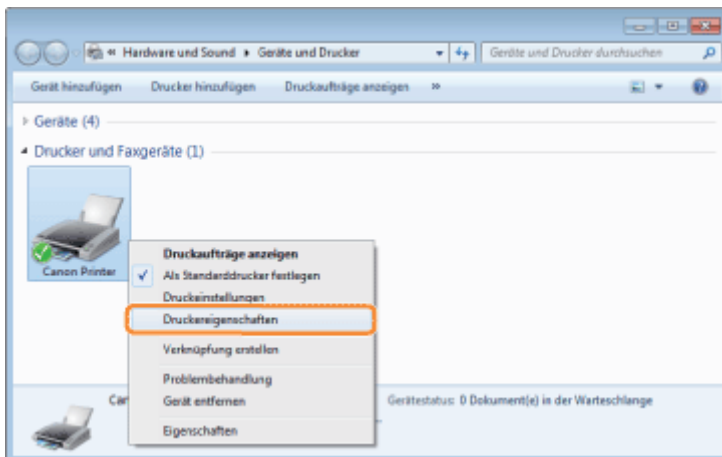 « Hardware und Sound ▸ Geräte und Drucker
Geräte und Drucker durchsuchen
Gerät hinzufügen Drucker hinzufügen Druckaufträge anzeigen »
Geräte (4)
Drucker und Faxgeräte (1)
Canon Printer
Druckaufträge anzeigen
Als Standarddrucker festlegen
Druckeinstellungen
Druckereigenschaften
Verknüpfung erstellen
Problembehandlung
Gerät entfernen
Eigenschaften
Gerätestatus: 0 Dokument(e) in der Warteschlange